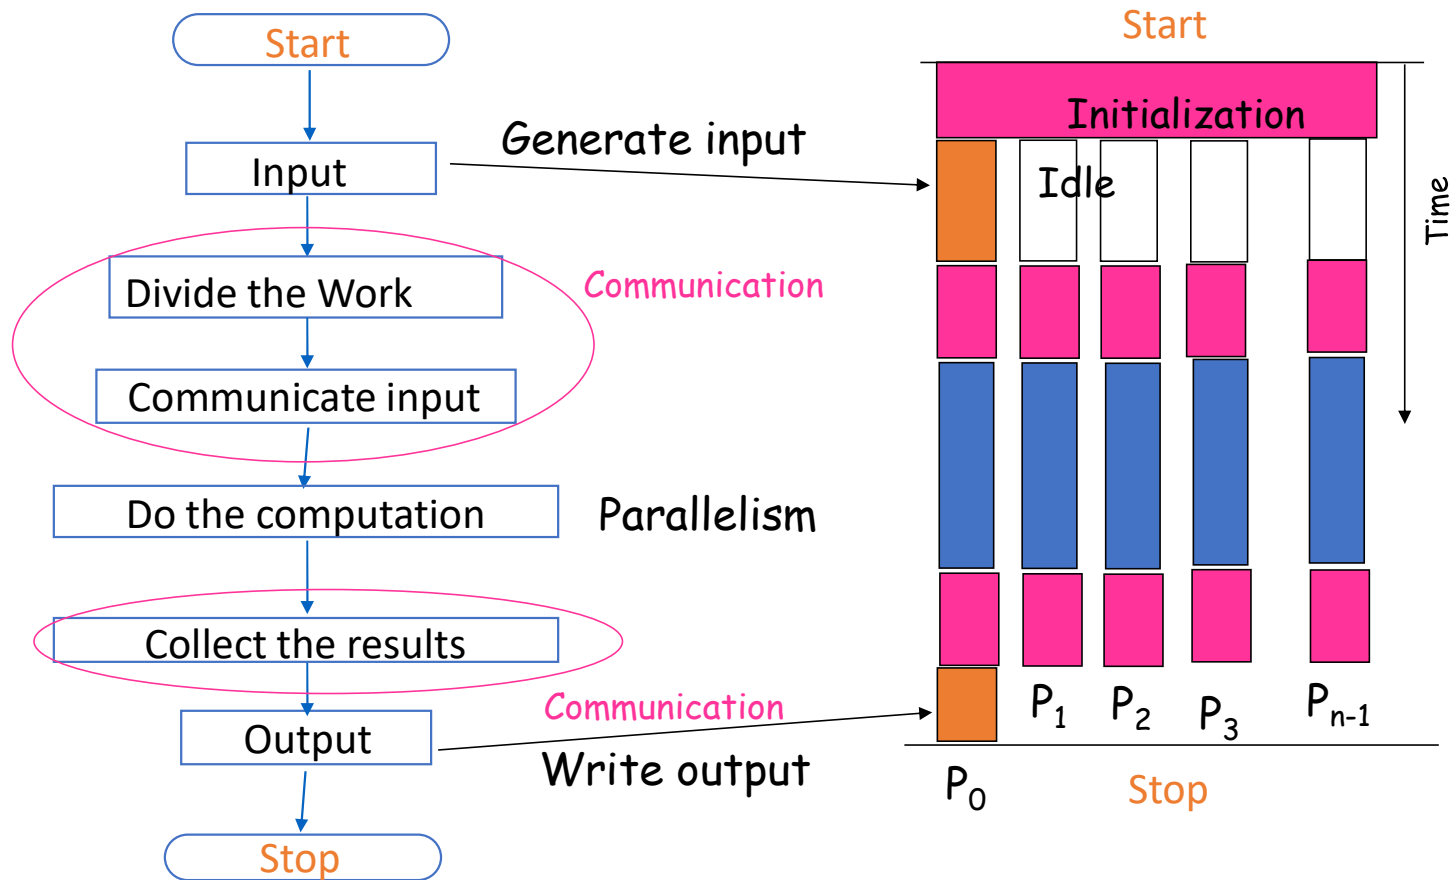 Start
Input
Generate input
Divide the Work
Communication
Communicate input
Do the computation
Parallelism
Collect the results
Communication
Output
Write output
Stop
Start
Initialization
Idle
Time
P1
P2
P3
Pn-1
P0
Stop